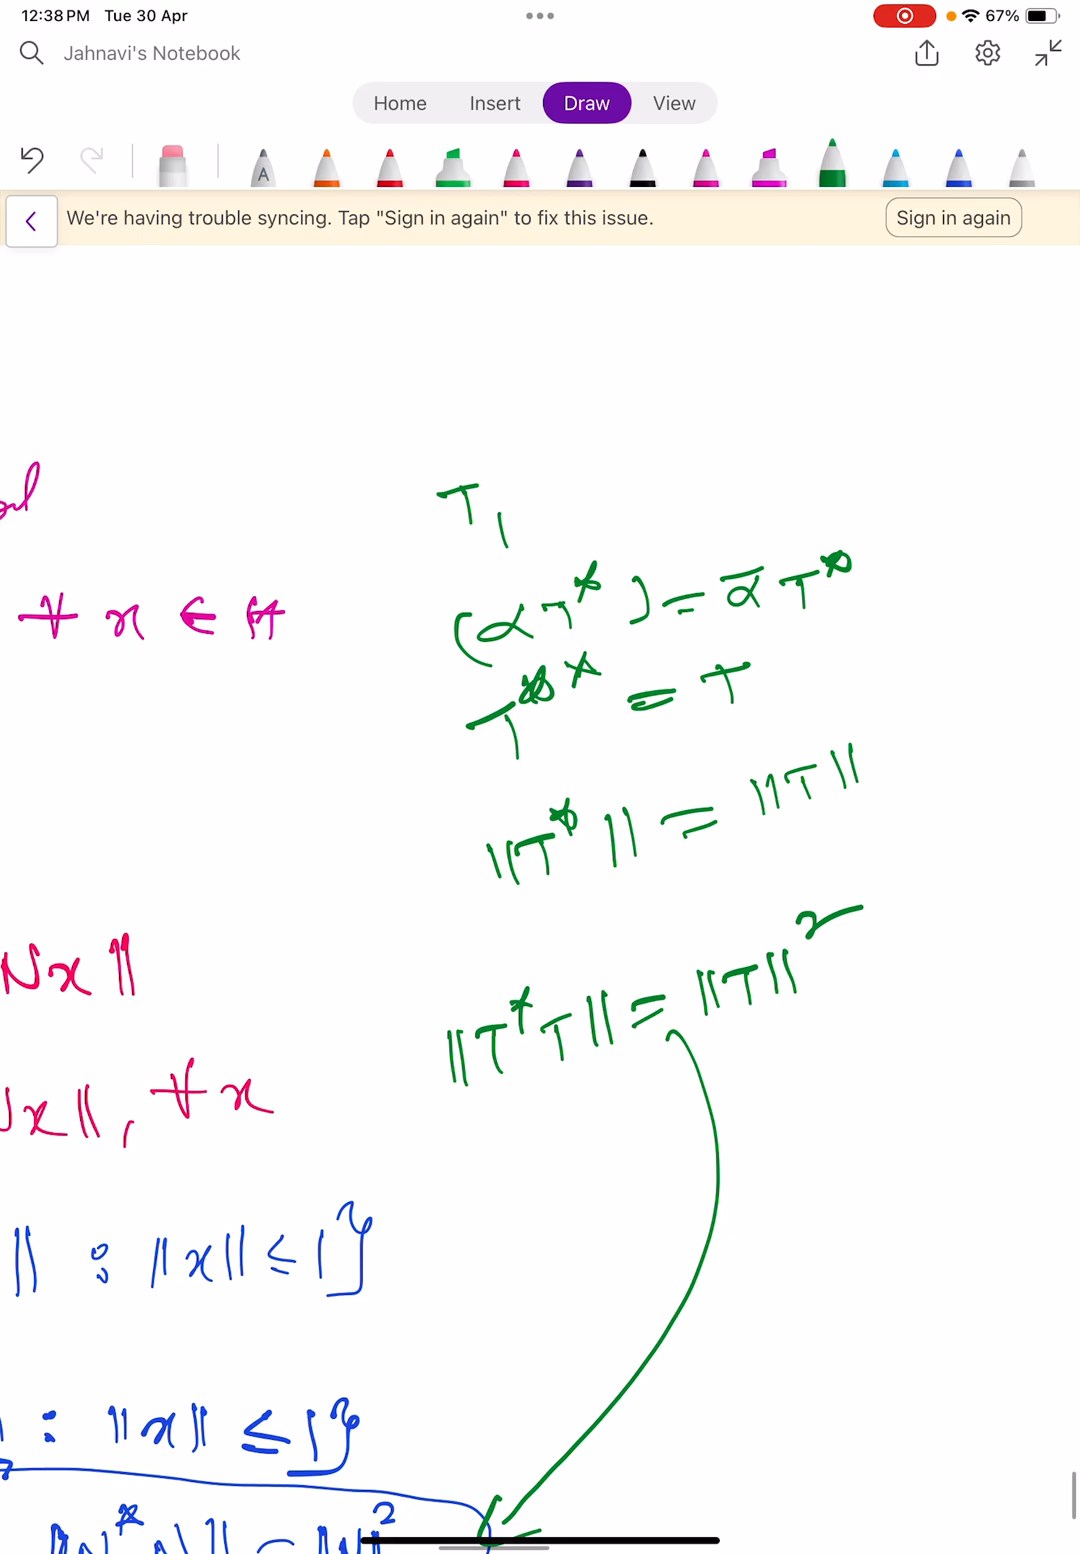 12:38 PM Tue 30 Apr
67%
Jahnavi's Notebook
Home Insert Draw View
A
We're having trouble syncing. Tap "Sign in again" to fix this issue.
Sign in again
T₁
(αT*) = ᾱT*
∀ x ∈ H
T** = T
||T*|| = ||T||
Nx||
||T*T|| = ||T||²
x||, ∀x
|| : ||x|| ≤ 1}
: ||x|| ≤ 1}